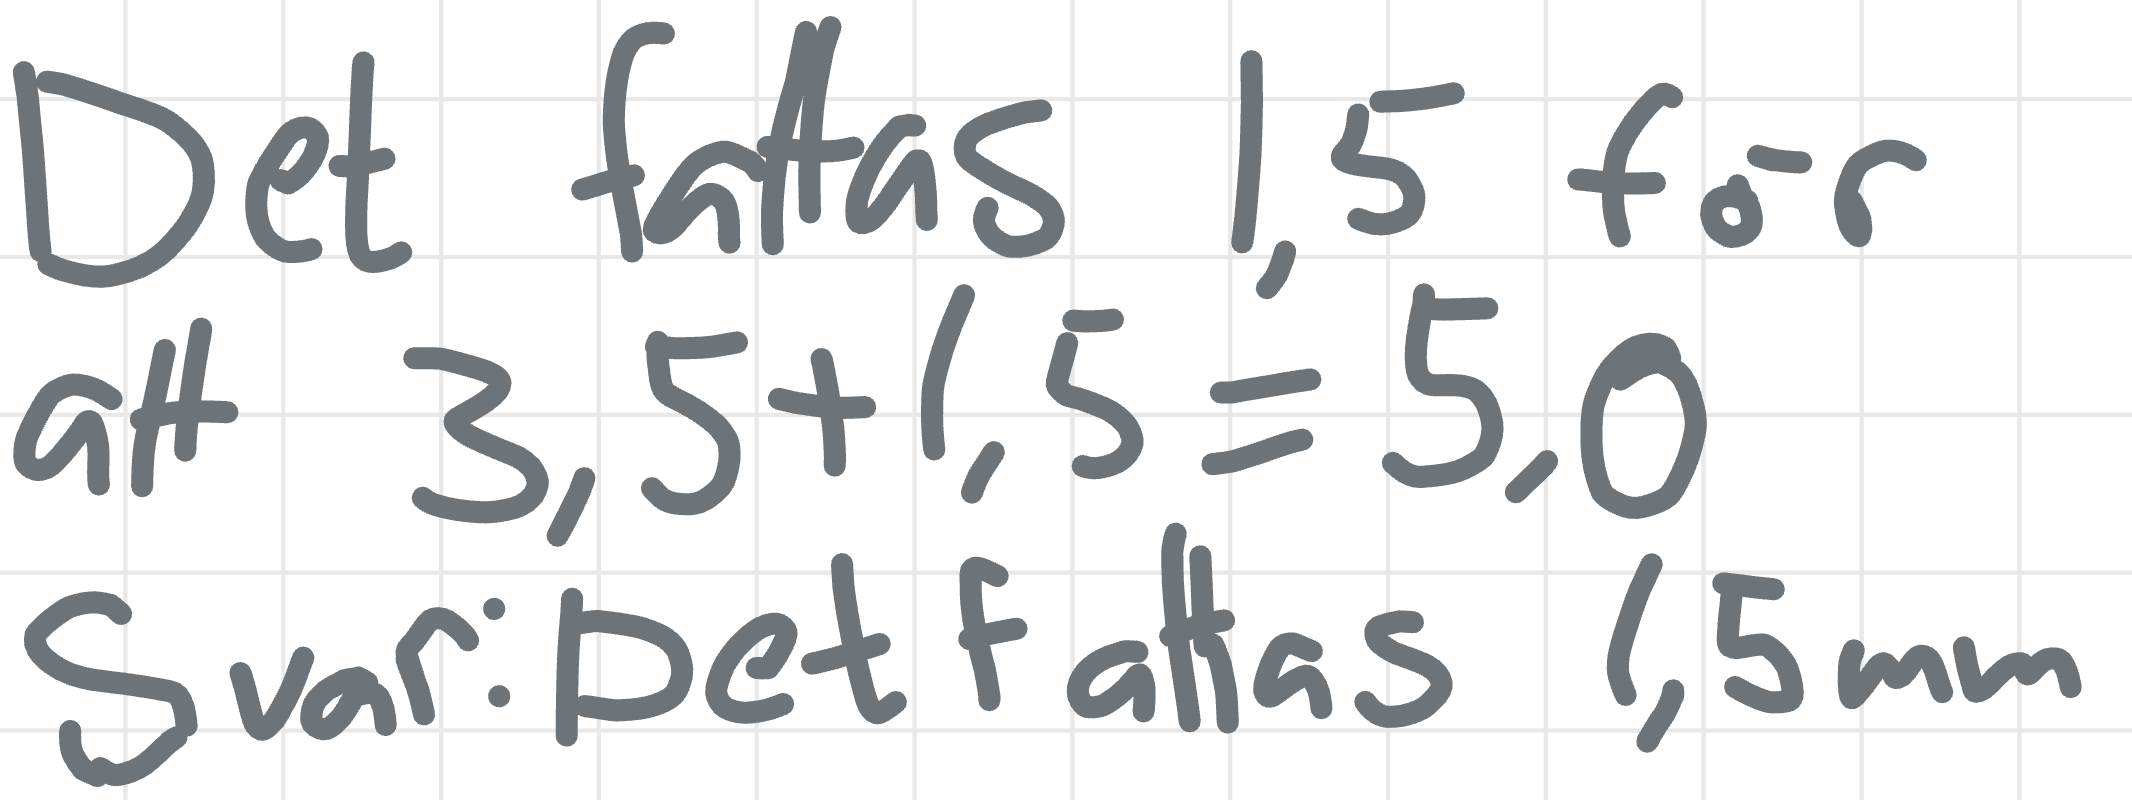 Det fattas 1,5 för
att 3,5+1,5=5,0
Svar: Det fattas 1,5mm